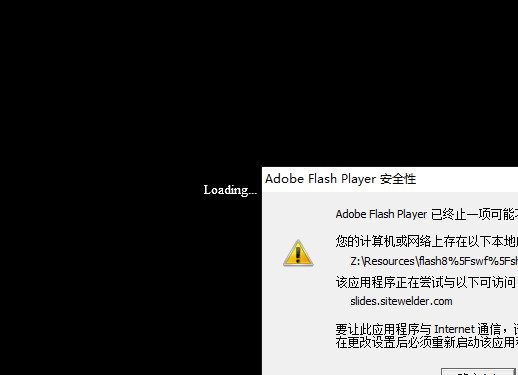 Loading...
Adobe Flash Player 安全性
Adobe Flash Player 已终止一项可能
您的计算机或网络上存在以下本地
Z:\Resources\flash8%5Fswf%5Fs
该应用程序正在尝试与以下可访问
slides.sitewelder.com
要让此应用程序与 Internet 通信，
在更改设置后必须重新启动该应用